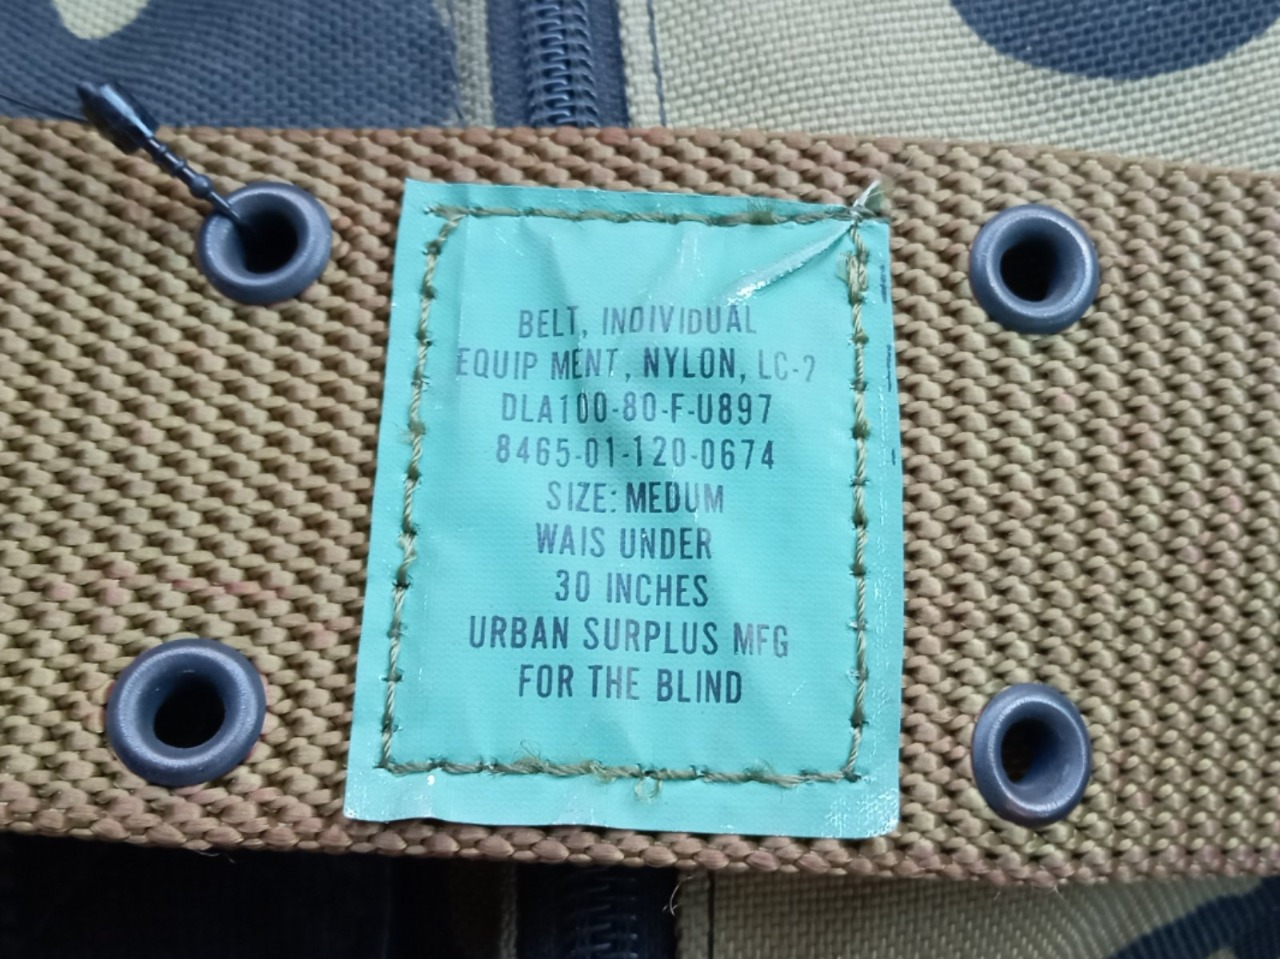 BELT, INDIVIDUAL
EQUIP MENT, NYLON, LC-2
DLA100-80-F-U897
8465-01-120-0674
SIZE: MEDUM
WAIS UNDER
30 INCHES
URBAN SURPLUS MFG
FOR THE BLIND